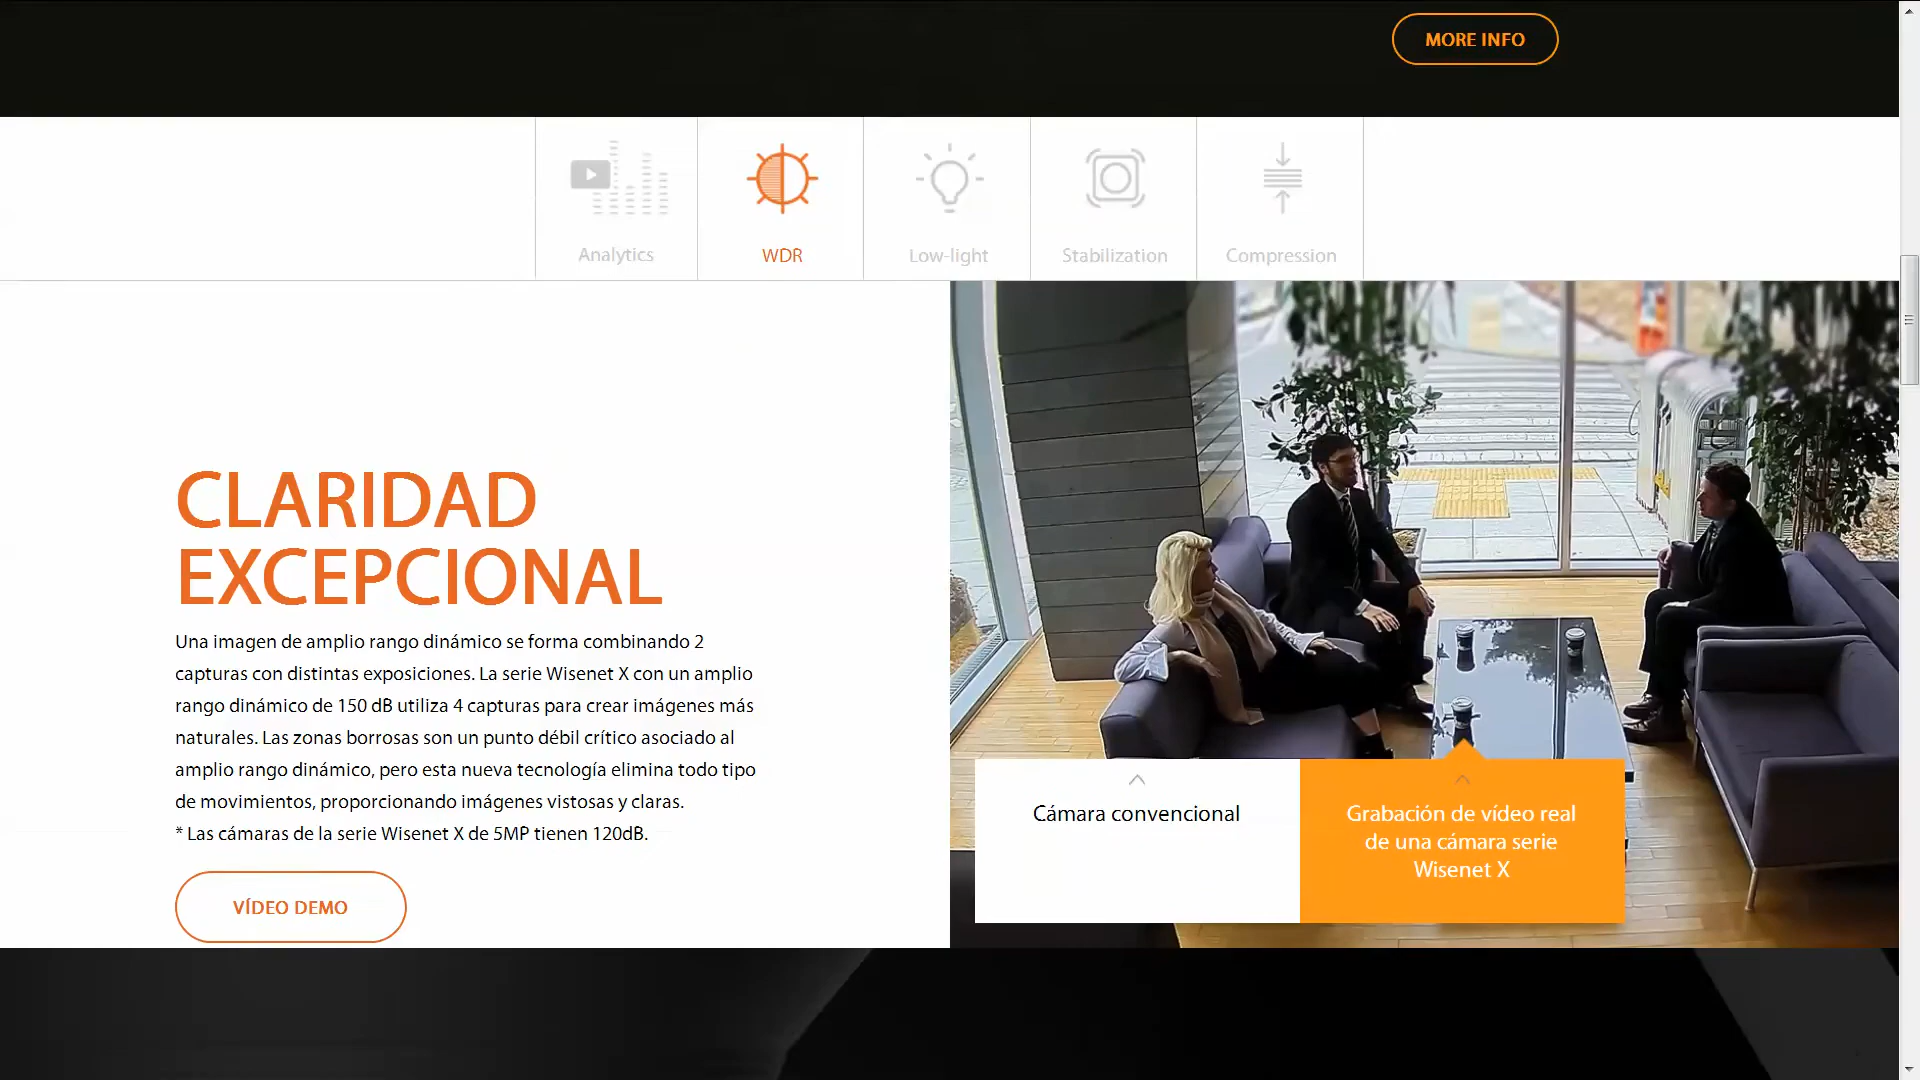 MORE INFO
Analytics
WDR
Low-light
Stabilization
Compression
CLARIDAD
EXCEPCIONAL
Una imagen de amplio rango dinámico se forma combinando 2
capturas con distintas exposiciones. La serie Wisenet X con un amplio
rango dinámico de 150 dB utiliza 4 capturas para crear imágenes más
naturales. Las zonas borrosas son un punto débil crítico asociado al
amplio rango dinámico, pero esta nueva tecnología elimina todo tipo
de movimientos, proporcionando imágenes vistosas y claras.
* Las cámaras de la serie Wisenet X de 5MP tienen 120dB.
VÍDEO DEMO
Cámara convencional
Grabación de vídeo real
de una cámara serie
Wisenet X